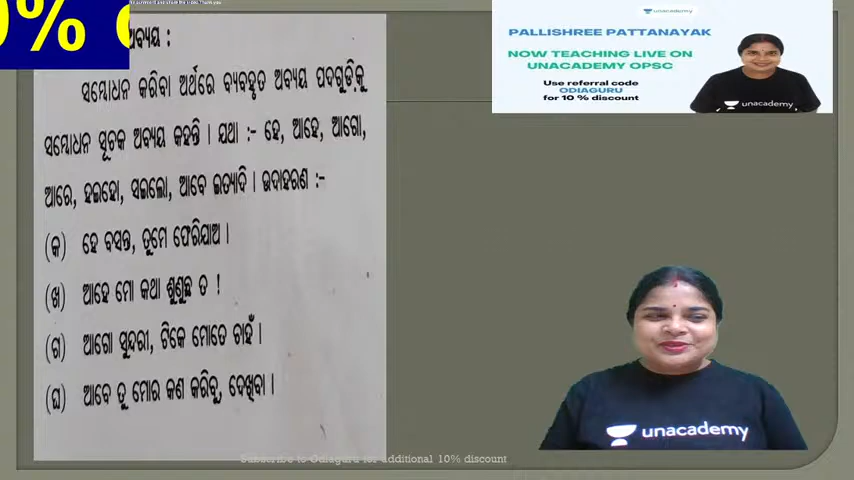 0% 0
ଅବ୍ୟୟ :
ସମ୍ବୋଧନ କରିବା ଅର୍ଥରେ ବ୍ୟବହୃତ ଅବ୍ୟୟ ପଦଗୁଡ଼ିକୁ
ସମ୍ବୋଧନ ସୂଚକ ଅବ୍ୟୟ କହନ୍ତି । ଯଥା :- ହେ, ଆହେ, ଆଗୋ,
ଆରେ, ହଇହୋ, ସଇଲୋ, ଆବେ ଇତ୍ୟାଦି । ଉଦାହରଣ :-
(କ) ହେ ବସନ୍ତ, ତୁମେ ଫେରିଯାଅ ।
(ଖ) ଆହେ ମୋ କଥା ଶୁଣୁଛ ତ !
(ଗ) ଆଗୋ ସୁନ୍ଦରୀ, ଟିକେ ମୋତେ ଚାହଁ ।
(ଘ) ଆବେ ତୁ ମୋର କଣ କରିବୁ, ଦେଖିବା ।
unacademy
PALLISHREE PATTANAYAK
NOW TEACHING LIVE ON
UNACADEMY OPSC
Use referral code
ODIAGURU
for 10 % discount
unacademy
unacademy
Subscribe to Odiaguru for additional 10% discount